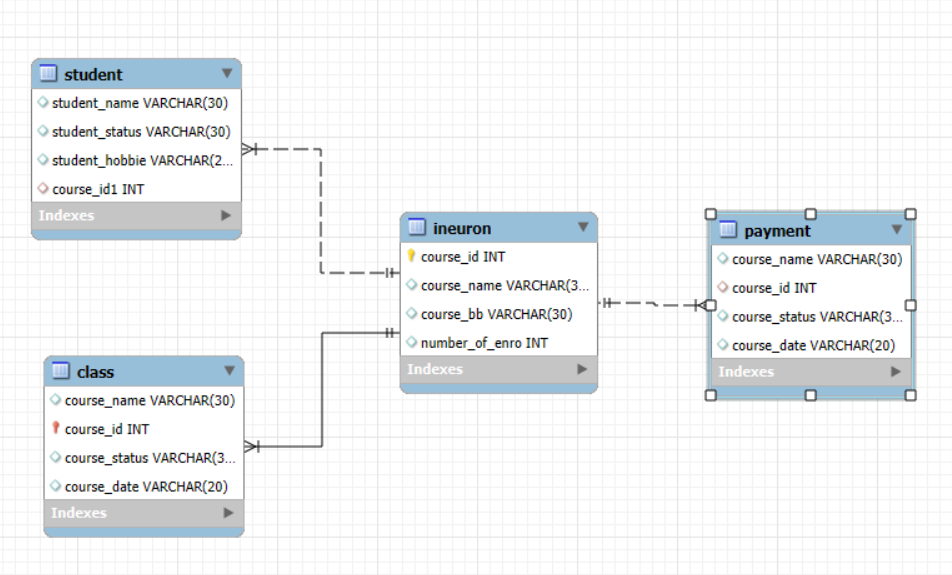 student
student_name VARCHAR(30)
student_status VARCHAR(30)
student_hobbie VARCHAR(2...
course_id1 INT
Indexes
ineuron
course_id INT
course_name VARCHAR(3...
course_bb VARCHAR(30)
number_of_enro INT
Indexes
payment
course_name VARCHAR(30)
course_id INT
course_status VARCHAR(3...
course_date VARCHAR(20)
Indexes
class
course_name VARCHAR(30)
course_id INT
course_status VARCHAR(3...
course_date VARCHAR(20)
Indexes